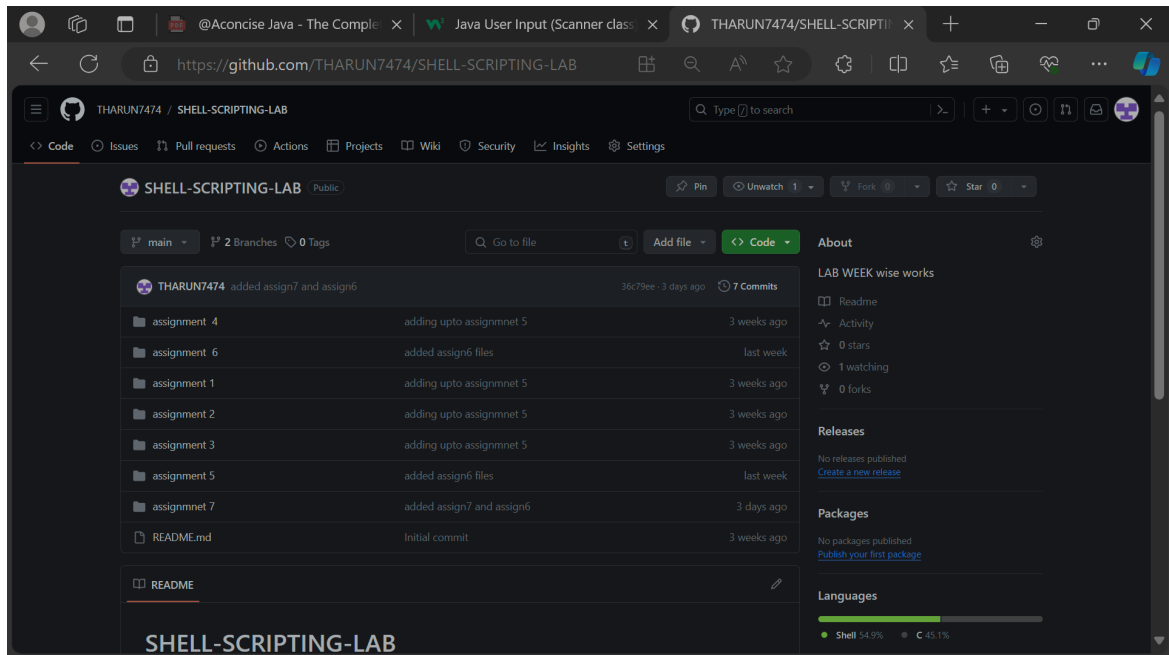 @Aconcise Java - The Comple
Java User Input (Scanner class)
THARUN7474/SHELL-SCRIPTIN
https://github.com/THARUN7474/SHELL-SCRIPTING-LAB
THARUN7474 / SHELL-SCRIPTING-LAB
Type / to search
Code Issues Pull requests Actions Projects Wiki Security Insights Settings
SHELL-SCRIPTING-LAB Public
Pin Unwatch 1 Fork 0 Star 0
main 2 Branches 0 Tags
Go to file t Add file Code
THARUN7474 added assign7 and assign6 36c79ee · 3 days ago 7 Commits
assignment  4 adding upto assignmnet 5 3 weeks ago
assignment  6 added assign6 files last week
assignment 1 adding upto assignmnet 5 3 weeks ago
assignment 2 adding upto assignmnet 5 3 weeks ago
assignment 3 adding upto assignmnet 5 3 weeks ago
assignment 5 added assign6 files last week
assignmnet 7 added assign7 and assign6 3 days ago
README.md Initial commit 3 weeks ago
README
SHELL-SCRIPTING-LAB
About
LAB WEEK wise works
Readme
Activity
0 stars
1 watching
0 forks
Releases
No releases published
Create a new release
Packages
No packages published
Publish your first package
Languages
Shell 54.9% C 45.1%